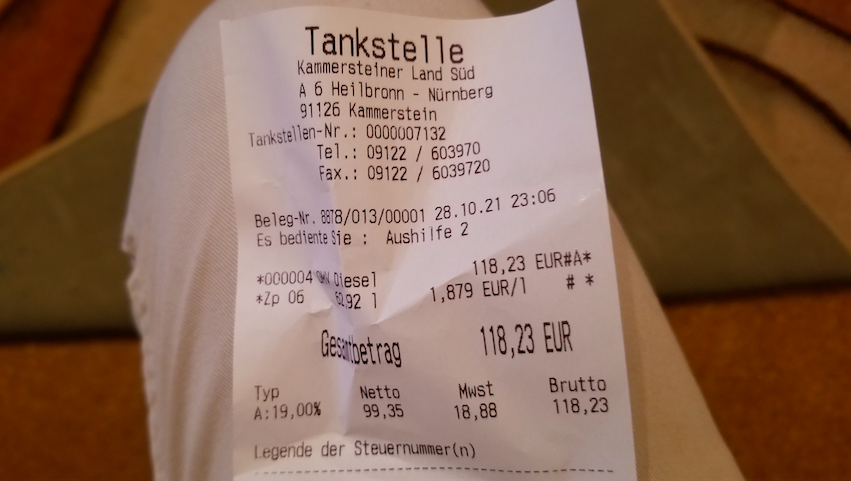 Tankstelle
Kammersteiner Land Süd
A 6 Heilbronn - Nürnberg
91126 Kammerstein
Tankstellen-Nr.: 0000007132
Tel.: 09122 / 603970
Fax.: 09122 / 6039720
Beleg-Nr. 8878/013/00001 28.10.21 23:06
Es bediente Sie : Aushilfe 2
*000004 Diesel 118,23 EUR#A*
*Zp 06 62,92 l 1,879 EUR/l # *
Gesamtbetrag 118,23 EUR
Typ Netto Mwst Brutto
A:19,00% 99,35 18,88 118,23
Legende der Steuernummer(n)